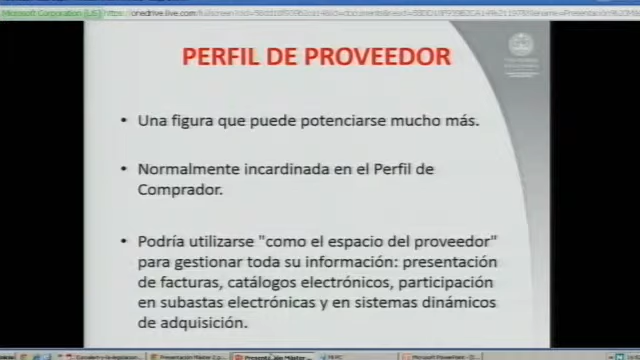 PERFIL DE PROVEEDOR
• Una figura que puede potenciarse mucho más.
• Normalmente incardinada en el Perfil de
Comprador.
• Podría utilizarse "como el espacio del proveedor"
para gestionar toda su información: presentación
de facturas, catálogos electrónicos, participación
en subastas electrónicas y en sistemas dinámicos
de adquisición.